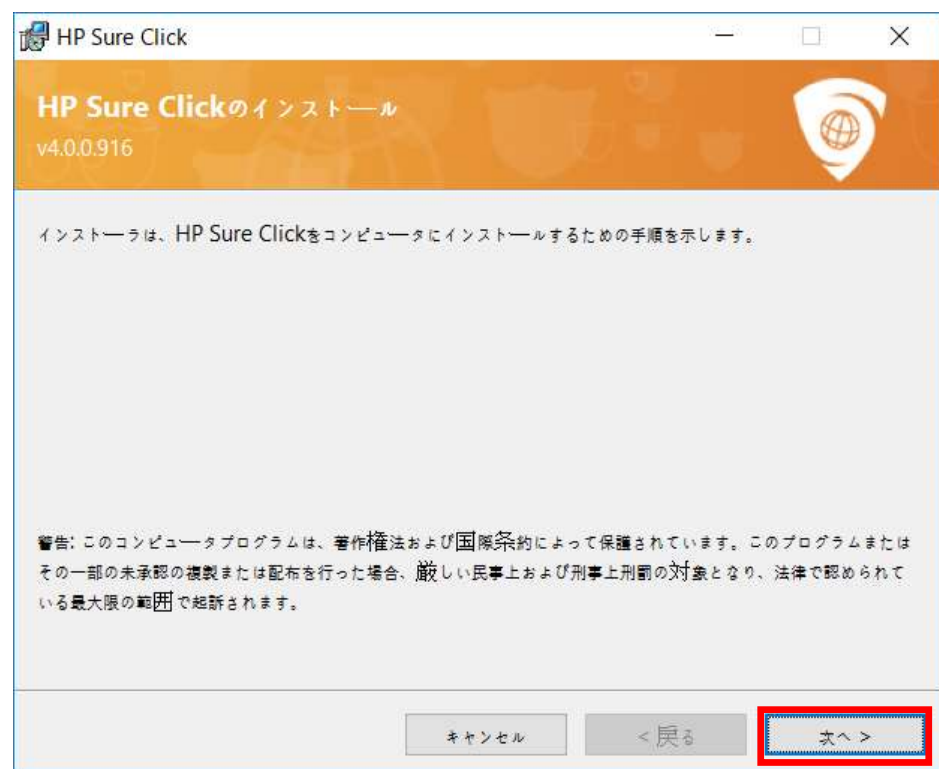 HP Sure Click
HP Sure Clickのインストール
v4.0.0.916
インストーラは、HP Sure Clickをコンピュータにインストールするための手順を示します。
警告: このコンピュータプログラムは、著作権法および国際条約によって保護されています。このプログラムまたは
その一部の未承認の複製または配布を行った場合、厳しい民事上および刑事上刑罰の対象となり、法律で認められて
いる最大限の範囲で起訴されます。
キャンセル
< 戻る
次へ >